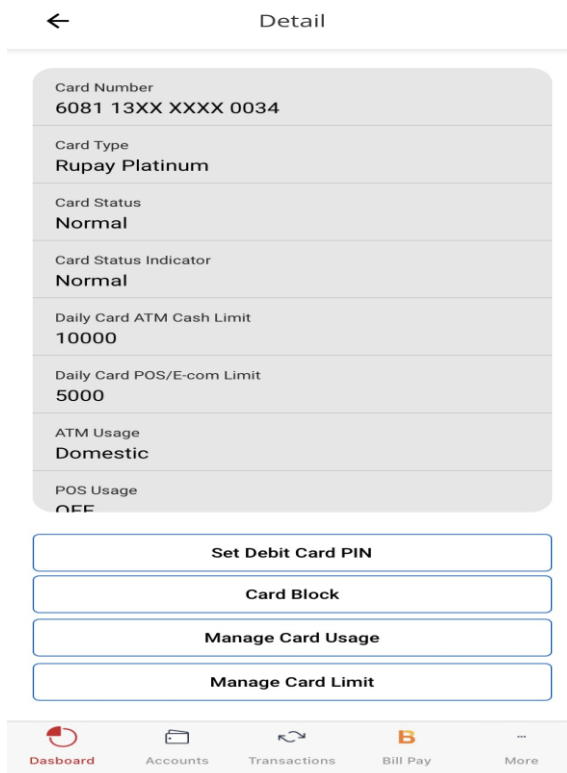 Detail
Card Number
6081 13XX XXXX 0034
Card Type
Rupay Platinum
Card Status
Normal
Card Status Indicator
Normal
Daily Card ATM Cash Limit
10000
Daily Card POS/E-com Limit
5000
ATM Usage
Domestic
POS Usage
OFF
Set Debit Card PIN
Card Block
Manage Card Usage
Manage Card Limit
Dasboard Accounts Transactions Bill Pay More